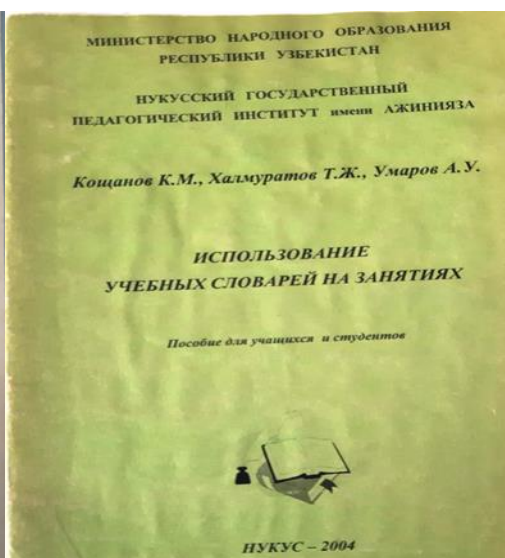 МИНИСТЕРСТВО НАРОДНОГО ОБРАЗОВАНИЯ
РЕСПУБЛИКИ УЗБЕКИСТАН
НУКУССКИЙ ГОСУДАРСТВЕННЫЙ
ПЕДАГОГИЧЕСКИЙ ИНСТИТУТ имени АЖИНИЯЗА
Кощанов К.М., Халмуратов Т.Ж., Умаров А.У.
ИСПОЛЬЗОВАНИЕ
УЧЕБНЫХ СЛОВАРЕЙ НА ЗАНЯТИЯХ
Пособие для учащихся и студентов
НУКУС – 2004